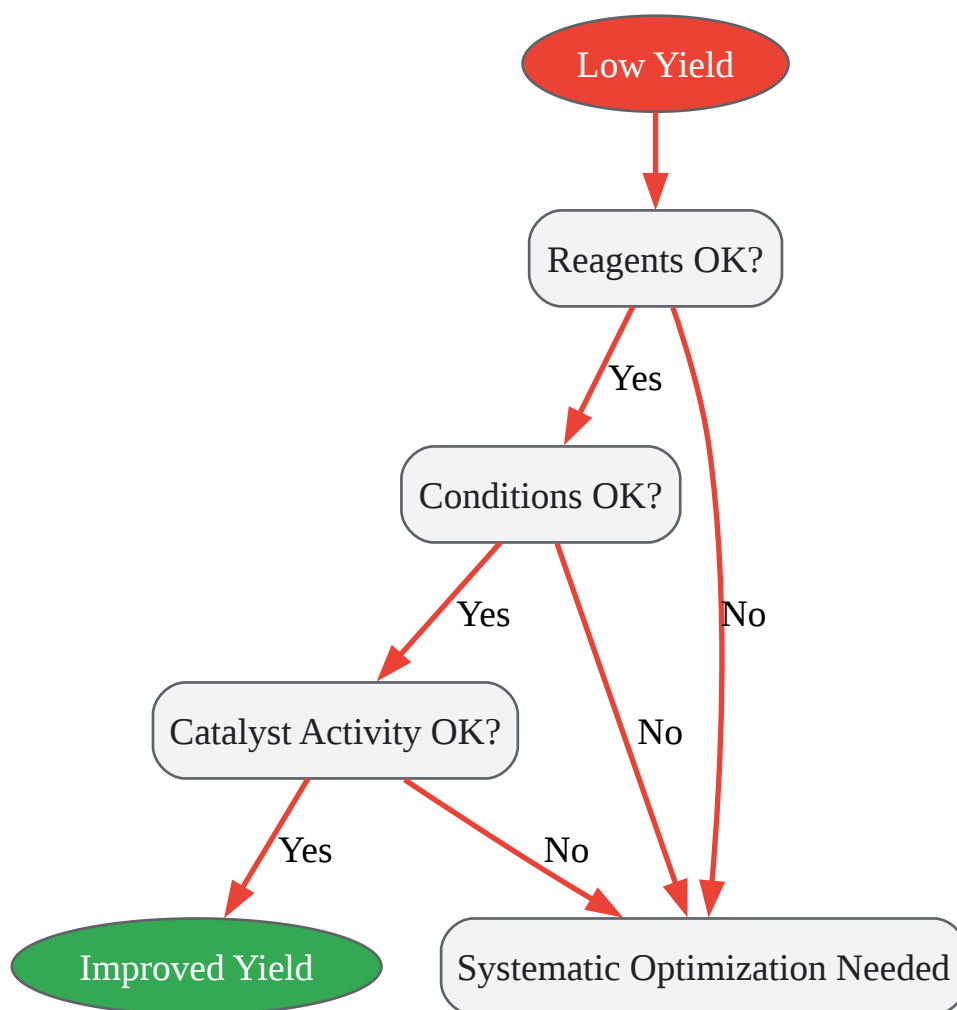 Low Yield
Reagents OK?
Yes
Conditions OK?
Yes
No
Catalyst Activity OK?
No
Yes
No
Improved Yield
Systematic Optimization Needed